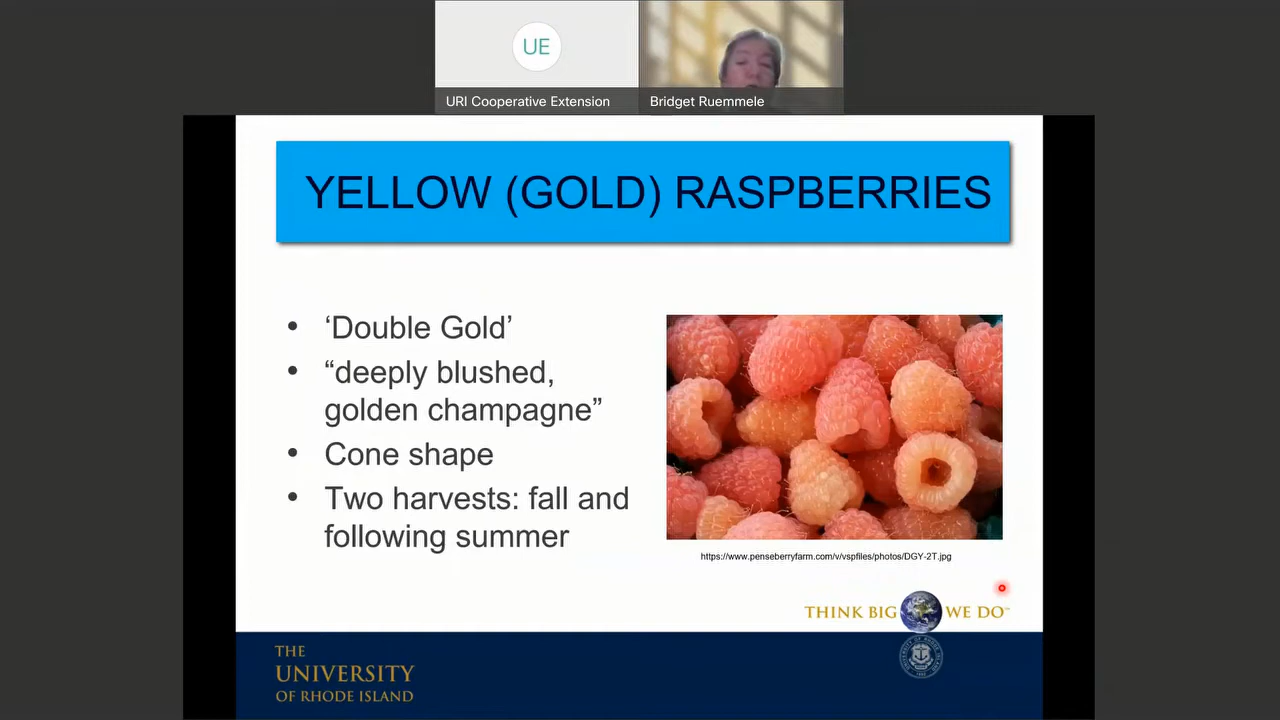 UE
URI Cooperative Extension
Bridget Ruemmele
YELLOW (GOLD) RASPBERRIES
• ‘Double Gold’
• “deeply blushed,
golden champagne”
• Cone shape
• Two harvests: fall and
following summer
https://www.penseberryfarm.com/v/vspfiles/photos/DGY-2T.jpg
THINK BIG WE DO™
THE
UNIVERSITY
OF RHODE ISLAND